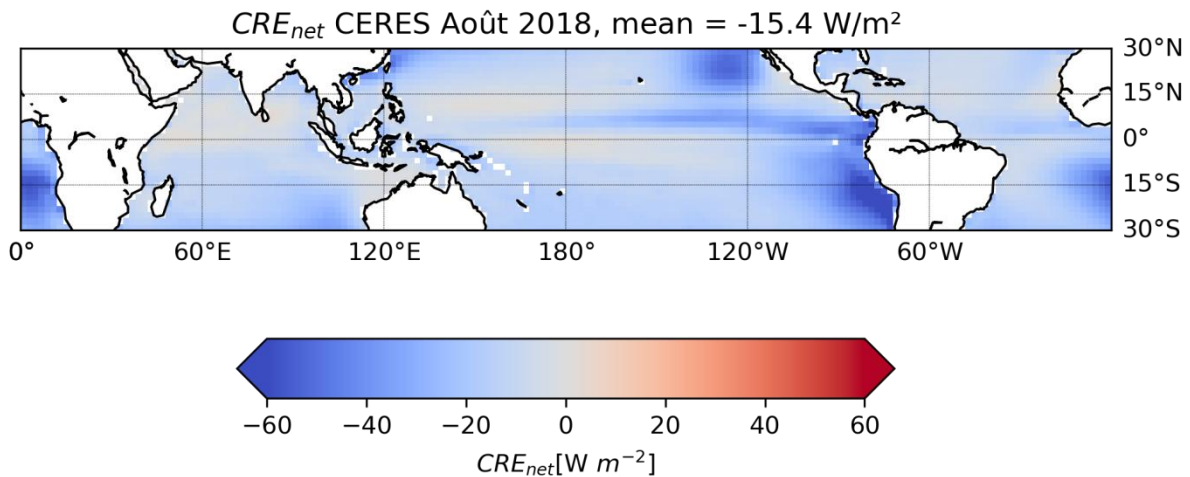 CRE_net CERES Août 2018, mean = -15.4 W/m²
30°N
15°N
0°
15°S
30°S
0° 60°E 120°E 180° 120°W 60°W
−60 −40 −20 0 20 40 60
CRE_net[W m⁻²]